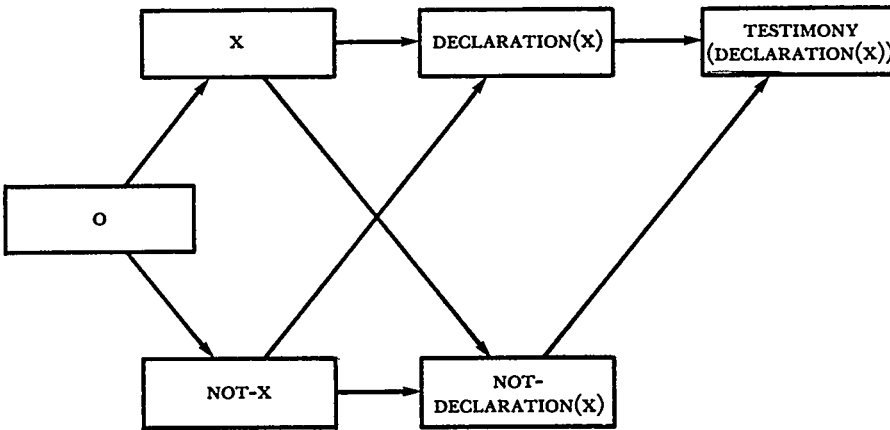 X
DECLARATION(X)
TESTIMONY
(DECLARATION(X))
O
NOT-X
NOT-
DECLARATION(X)